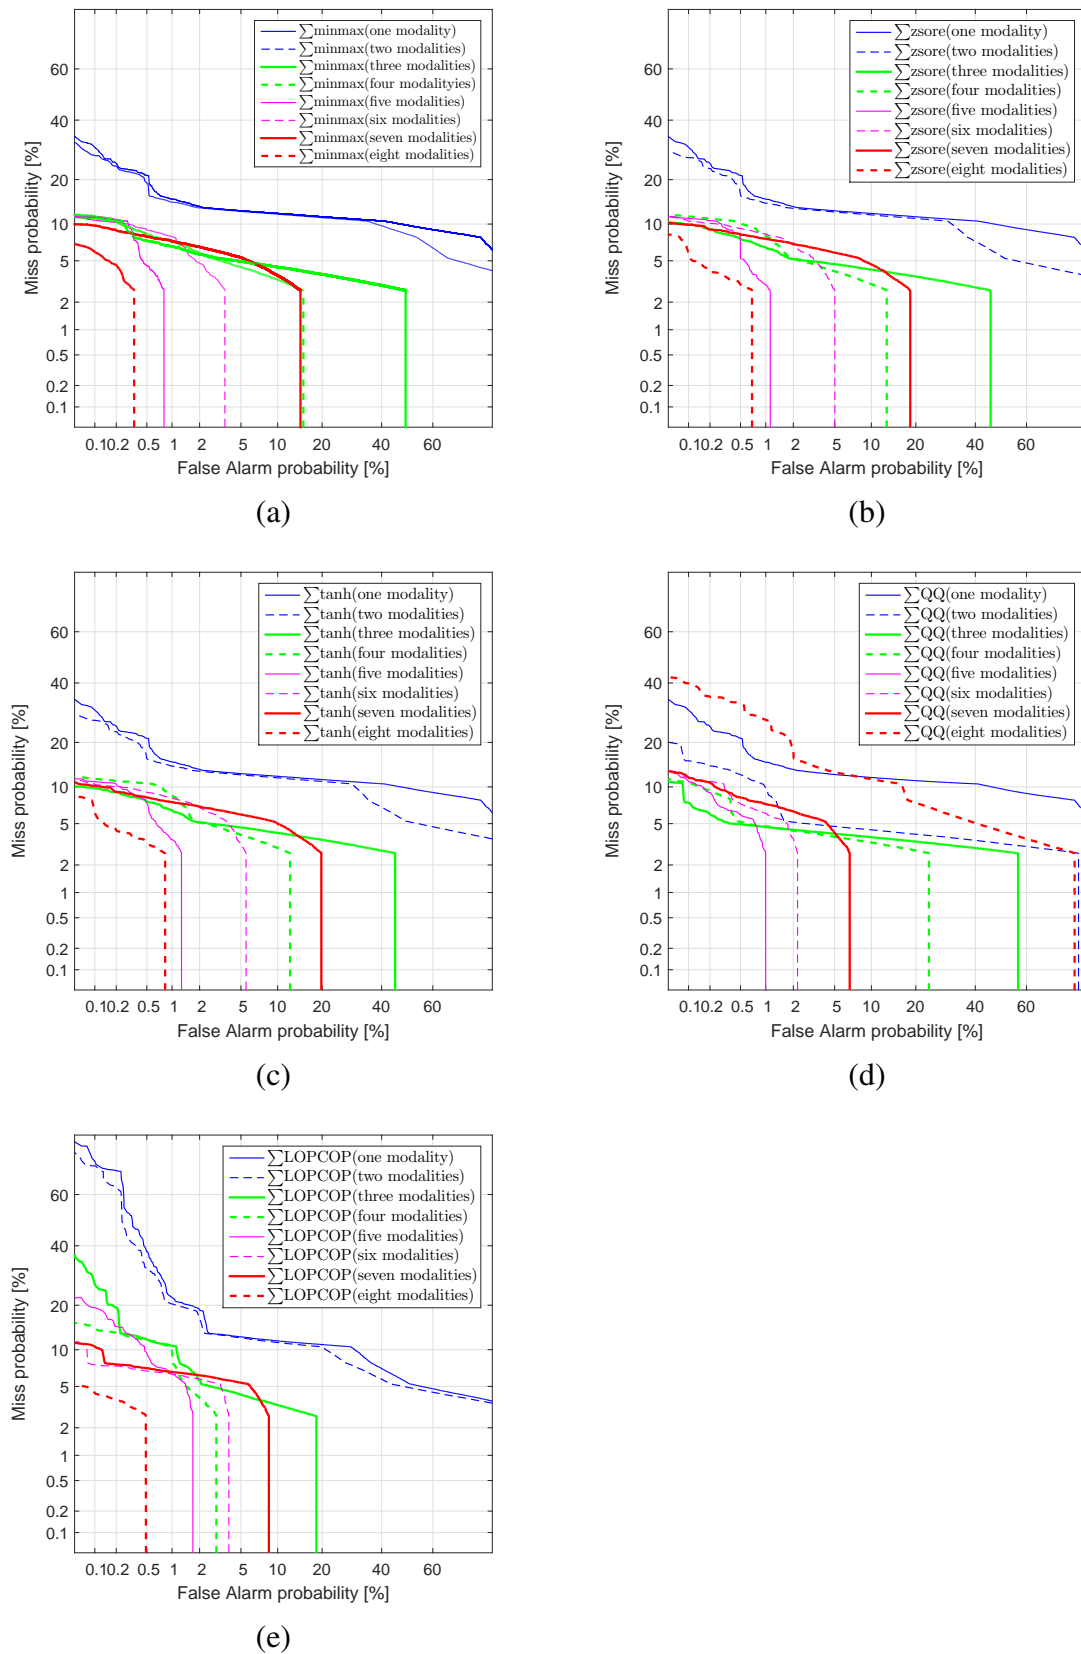 ∑minmax(one modality)
∑minmax(two modalities)
∑minmax(three modalities)
∑minmax(four modalityies)
∑minmax(five modalities)
∑minmax(six modalities)
∑minmax(seven modalities)
∑minmax(eight modalities)
60
40
20
10
5
2
1
0.5
0.2
0.1
Miss probability [%]
0.1 0.2 0.5 1 2 5 10 20 40 60
False Alarm probability [%]
(a)
∑zsore(one modality)
∑zsore(two modalities)
∑zsore(three modalities)
∑zsore(four modalities)
∑zsore(five modalities)
∑zsore(six modalities)
∑zsore(seven modalities)
∑zsore(eight modalities)
60
40
20
10
5
2
1
0.5
0.2
0.1
Miss probability [%]
0.1 0.2 0.5 1 2 5 10 20 40 60
False Alarm probability [%]
(b)
∑tanh(one modality)
∑tanh(two modalities)
∑tanh(three modalities)
∑tanh(four modalities)
∑tanh(five modalities)
∑tanh(six modalities)
∑tanh(seven modalities)
∑tanh(eight modalities)
60
40
20
10
5
2
1
0.5
0.2
0.1
Miss probability [%]
0.1 0.2 0.5 1 2 5 10 20 40 60
False Alarm probability [%]
(c)
∑QQ(one modality)
∑QQ(two modalities)
∑QQ(three modalities)
∑QQ(four modalities)
∑QQ(five modalities)
∑QQ(six modalities)
∑QQ(seven modalities)
∑QQ(eight modalities)
60
40
20
10
5
2
1
0.5
0.2
0.1
Miss probability [%]
0.1 0.2 0.5 1 2 5 10 20 40 60
False Alarm probability [%]
(d)
∑LOPCOP(one modality)
∑LOPCOP(two modalities)
∑LOPCOP(three modalities)
∑LOPCOP(four modalities)
∑LOPCOP(five modalities)
∑LOPCOP(six modalities)
∑LOPCOP(seven modalities)
∑LOPCOP(eight modalities)
60
40
20
10
5
2
1
0.5
0.2
0.1
Miss probability [%]
0.1 0.2 0.5 1 2 5 10 20 40 60
False Alarm probability [%]
(e)